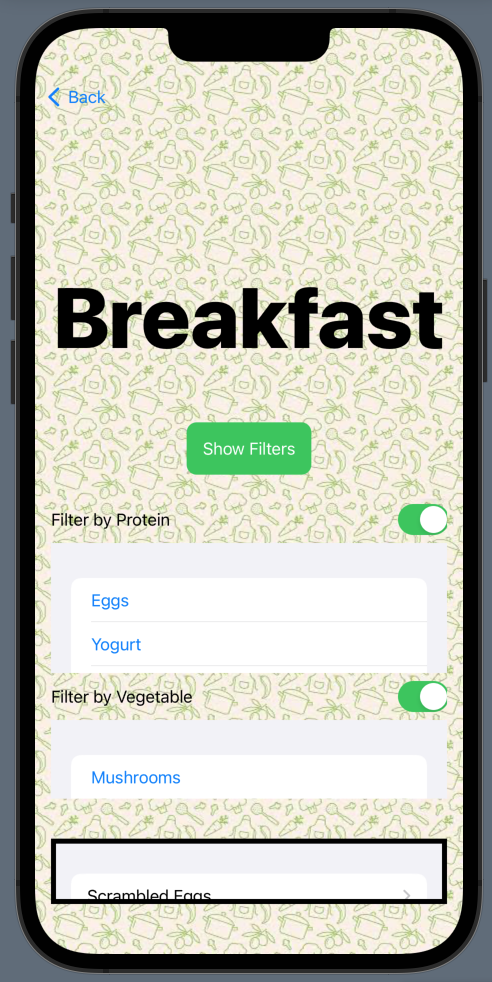 Back
Breakfast
Show Filters
Filter by Protein
Eggs
Yogurt
Filter by Vegetable
Mushrooms
Scrambled Eggs